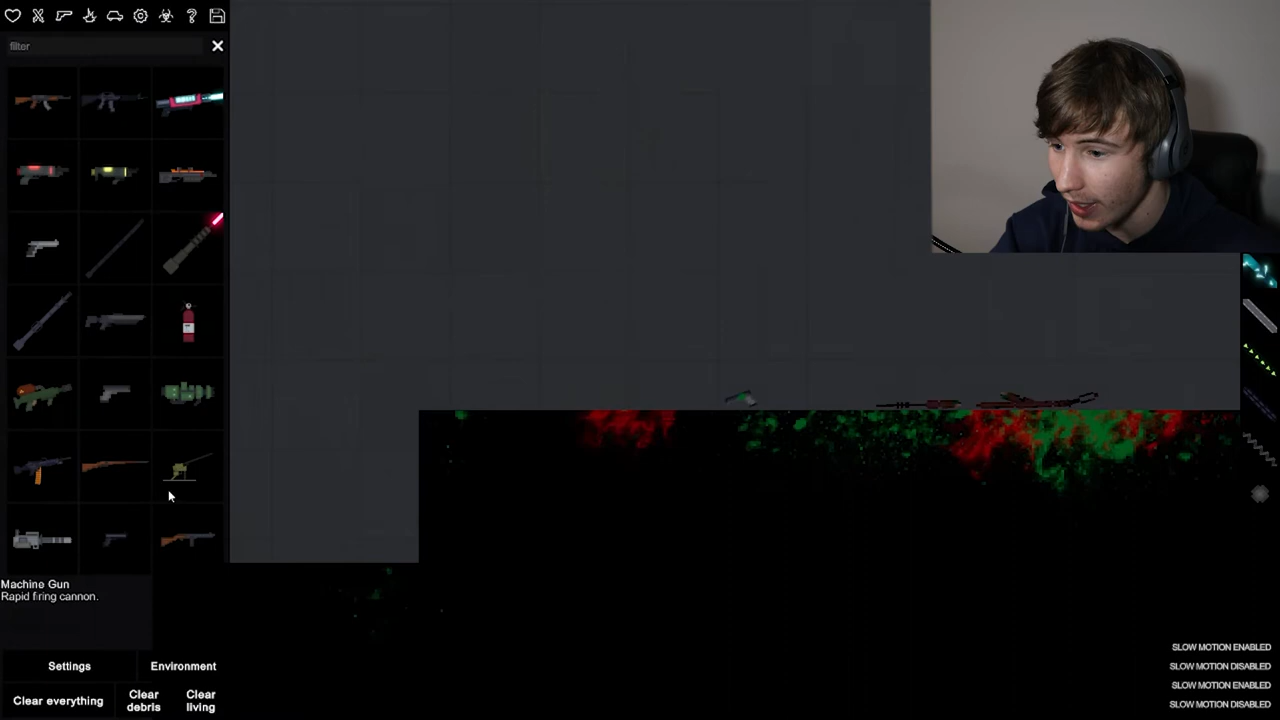 filter
Machine Gun
Rapid firing cannon.
Settings
Environment
Clear everything
Clear
debris
Clear
living
SLOW MOTION ENABLED
SLOW MOTION DISABLED
SLOW MOTION ENABLED
SLOW MOTION DISABLED